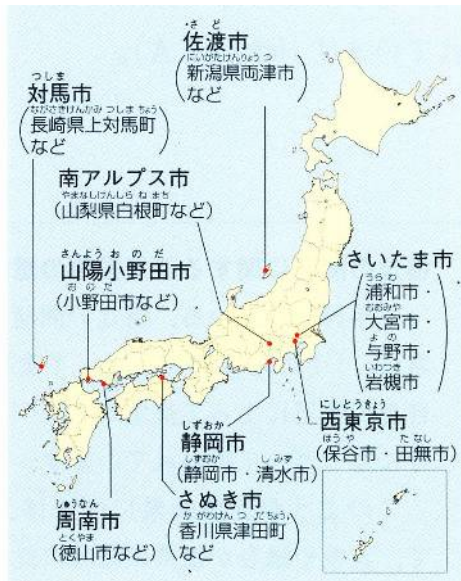 さど
佐渡市
にいがたけんりょうつ
(新潟県両津市
など)
つしま
対馬市
ながさきけんかみつしまちょう
(長崎県上対馬町
など)
南アルプス市
やまなしけんしらねまち
(山梨県白根町など)
さんようおのだ
山陽小野田市
おのだ
(小野田市など)
さいたま市
うらわ
(浦和市・
おおみや
大宮市・
よの
与野市・
いわつき
岩槻市)
にしとうきょう
西東京市
ほうや たなし
(保谷市・田無市)
しずおか
静岡市
しずおか しみず
(静岡市・清水市)
さぬき市
かがわけんつだちょう
(香川県津田町
など)
しゅうなん
周南市
とくやま
(徳山市など)